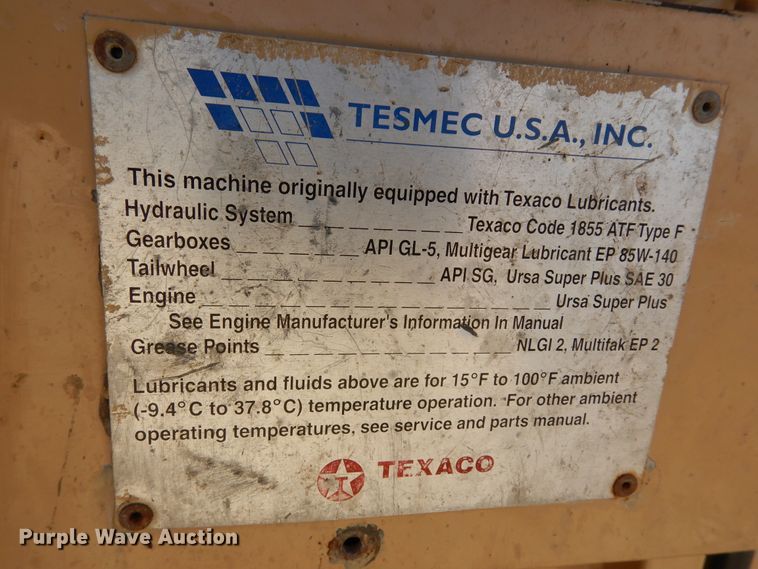 TESMEC U.S.A., INC.
This machine originally equipped with Texaco Lubricants.
Hydraulic System _ _ _ _ _ _ _ _ _ _ Texaco Code 1855 ATF Type F
Gearboxes _ _ _ _ _ _ _ _ API GL-5, Multigear Lubricant EP 85W-140
Tailwheel _ _ _ _ _ _ _ _ _ _ _ _ API SG, Ursa Super Plus SAE 30
Engine _ _ _ _ _ _ _ _ _ _ _ _ _ _ _ _ _ _ _ Ursa Super Plus
See Engine Manufacturer's Information In Manual
Grease Points _ _ _ _ _ _ _ _ _ _ _ _ _ _ NLGI 2, Multifak EP 2
Lubricants and fluids above are for 15°F to 100°F ambient
(-9.4°C to 37.8°C) temperature operation. For other ambient
operating temperatures, see service and parts manual.
T TEXACO
Purple Wave Auction